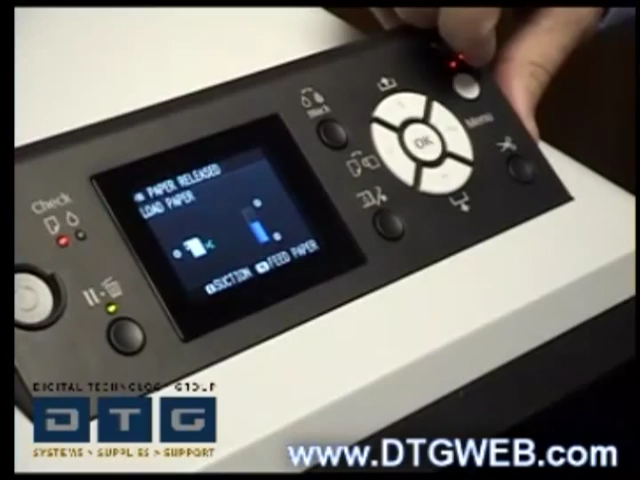 Black
Menu
OK
Check
PAPER RELEASED
LOAD PAPER
SUCTION FEED PAPER
DIGITAL TECHNOLOGY GROUP
DTG
SYSTEMS > SUPPLIES > SUPPORT
www.DTGWEB.com